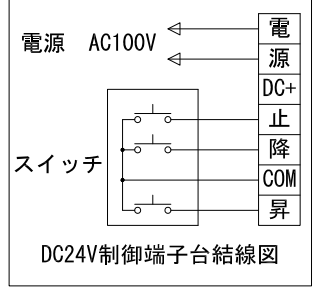 電源 AC100V
電
源
DC+
止
降
COM
昇
スイッチ
DC24V制御端子台結線図